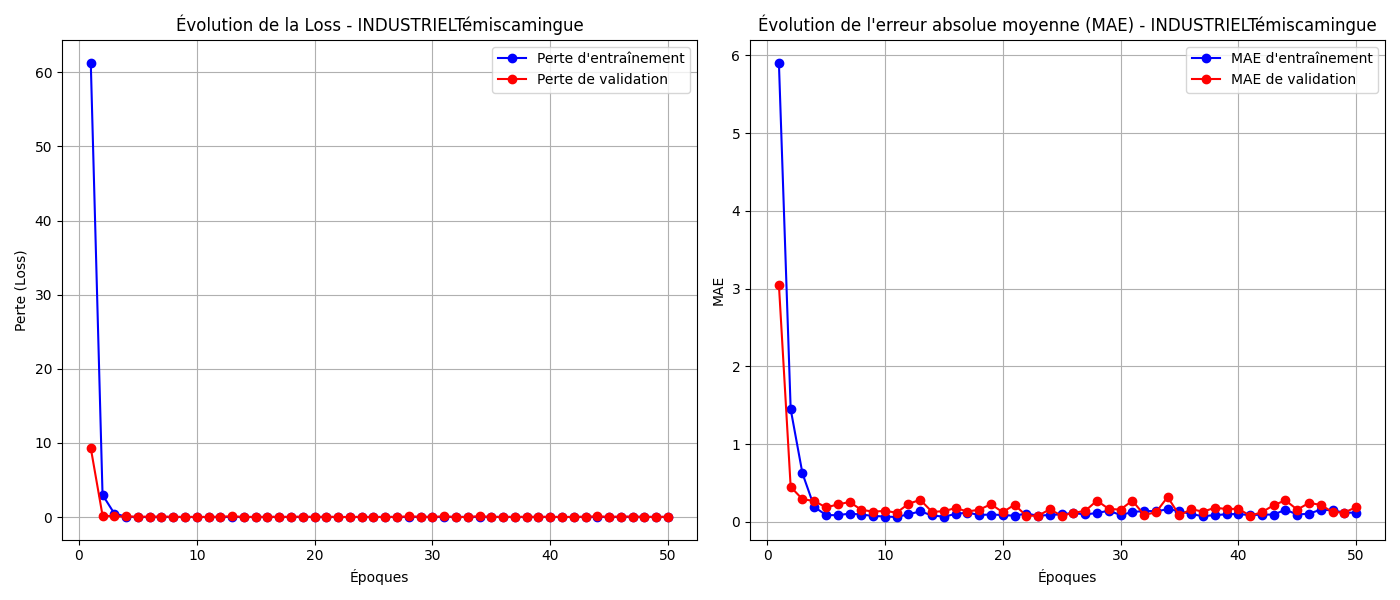 Évolution de la Loss - INDUSTRIELTémiscamingue
Perte d'entraînement
Perte de validation
Perte (Loss)
60
50
40
30
20
10
0
0 10 20 30 40 50
Époques
Évolution de l'erreur absolue moyenne (MAE) - INDUSTRIELTémiscamingue
MAE d'entraînement
MAE de validation
MAE
6
5
4
3
2
1
0
0 10 20 30 40 50
Époques